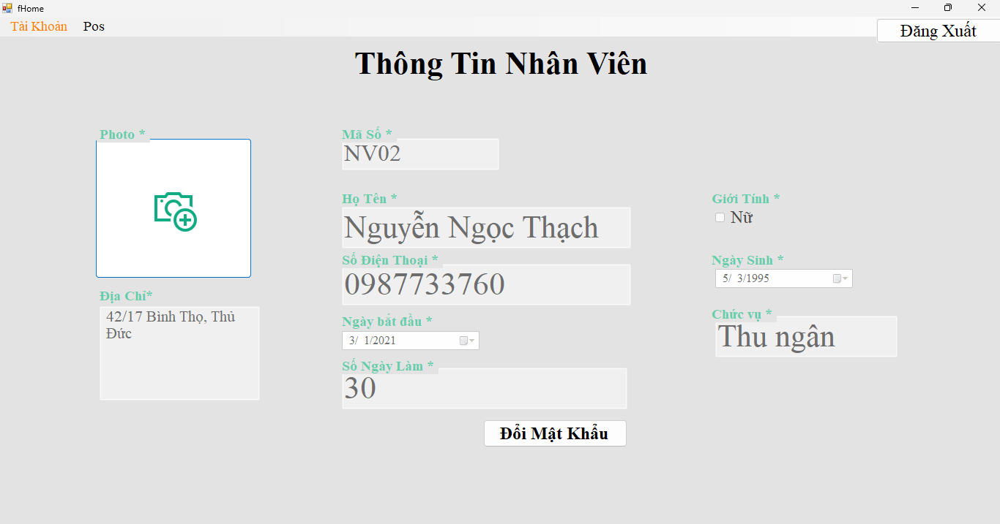 fHome
Tài Khoản Pos
Đăng Xuất
Thông Tin Nhân Viên
Photo *
Mã Số *
NV02
Họ Tên *
Nguyễn Ngọc Thạch
Giới Tính *
Nữ
Số Điện Thoại *
0987733760
Ngày Sinh *
5/ 3/1995
Địa Chỉ*
42/17 Bình Thọ, Thủ
Đức
Ngày bắt đầu *
3/ 1/2021
Chức vụ *
Thu ngân
Số Ngày Làm *
30
Đổi Mật Khẩu